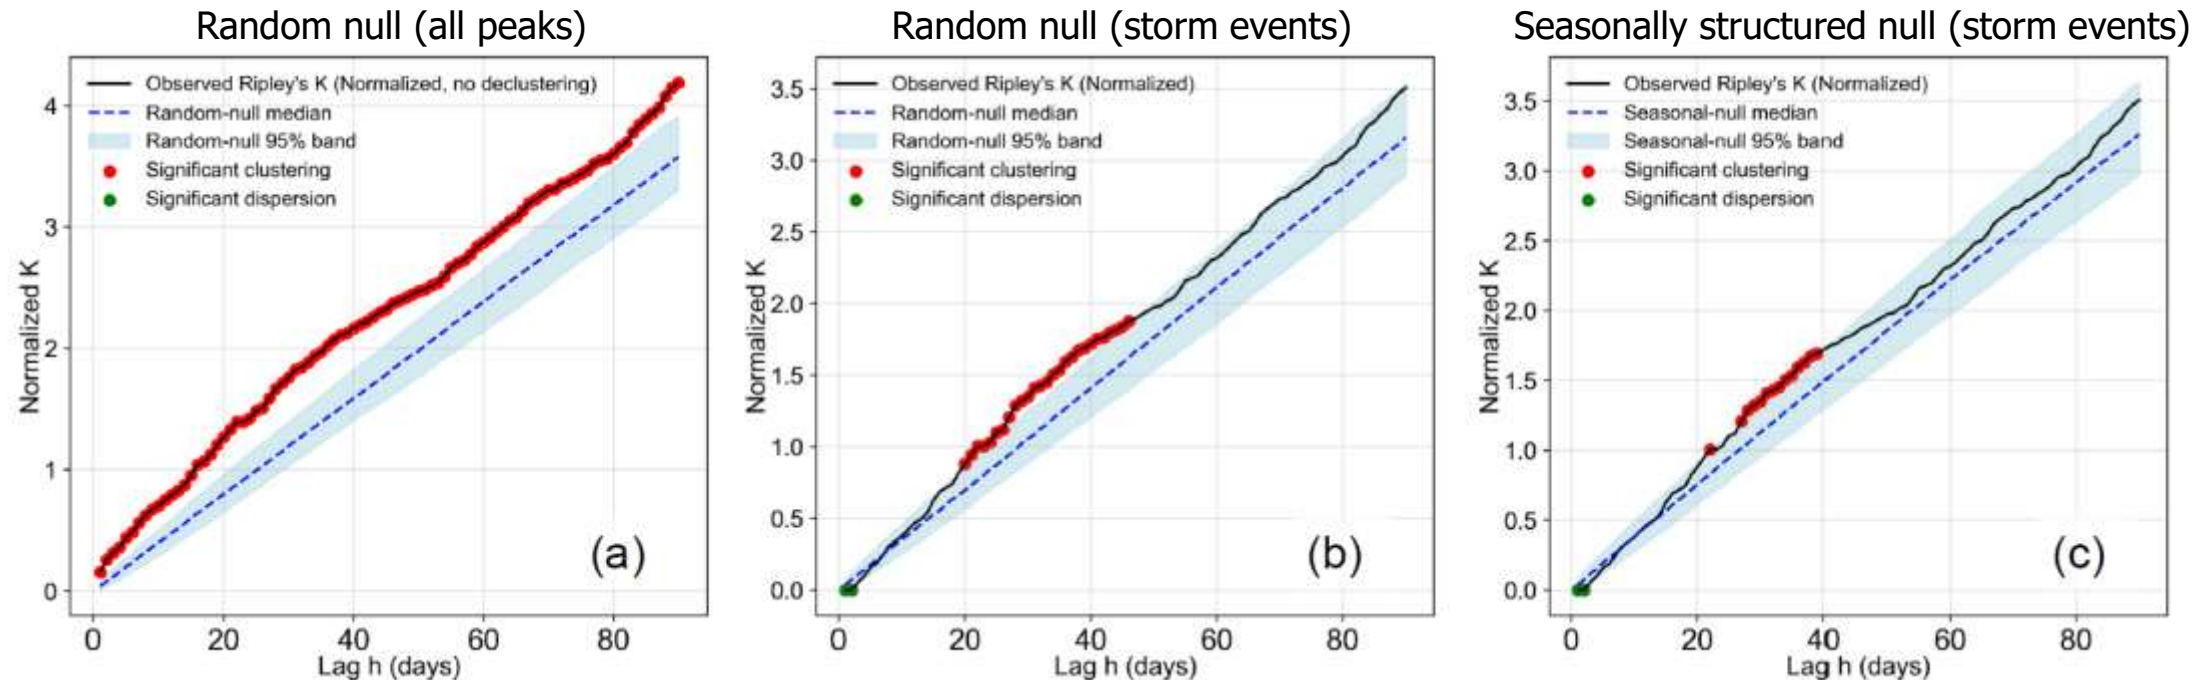 Random null (all peaks)
Observed Ripley's K (Normalized, no declustering)
Random-null median
Random-null 95% band
Significant clustering
Significant dispersion
Normalized K
4
3
2
1
0
(a)
0 20 40 60 80
Lag h (days)
Random null (storm events)
Observed Ripley's K (Normalized)
Random-null median
Random-null 95% band
Significant clustering
Significant dispersion
Normalized K
3.5
3.0
2.5
2.0
1.5
1.0
0.5
0.0
(b)
0 20 40 60 80
Lag h (days)
Seasonally structured null (storm events)
Observed Ripley's K (Normalized)
Seasonal-null median
Seasonal-null 95% band
Significant clustering
Significant dispersion
Normalized K
3.5
3.0
2.5
2.0
1.5
1.0
0.5
0.0
(c)
0 20 40 60 80
Lag h (days)